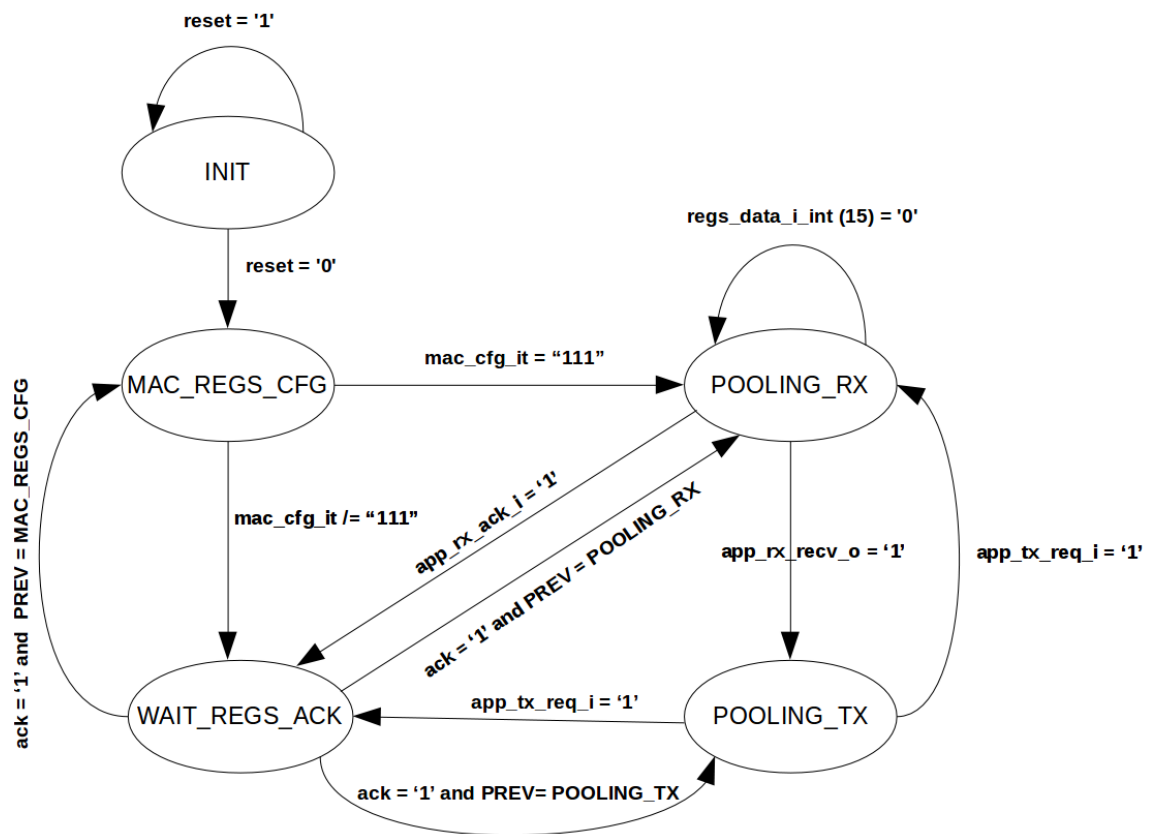 reset = '1'
INIT
reset = '0'
regs_data_i_int (15) = '0'
MAC_REGS_CFG
mac_cfg_it = “111”
POOLING_RX
ack = ‘1’ and  PREV = MAC_REGS_CFG
mac_cfg_it /= “111”
app_rx_ack_i = ‘1’
ack = ‘1’ and PREV = POOLING_RX
app_rx_recv_o = ‘1’
app_tx_req_i = ‘1’
WAIT_REGS_ACK
app_tx_req_i = ‘1’
POOLING_TX
ack = ‘1’ and PREV= POOLING_TX